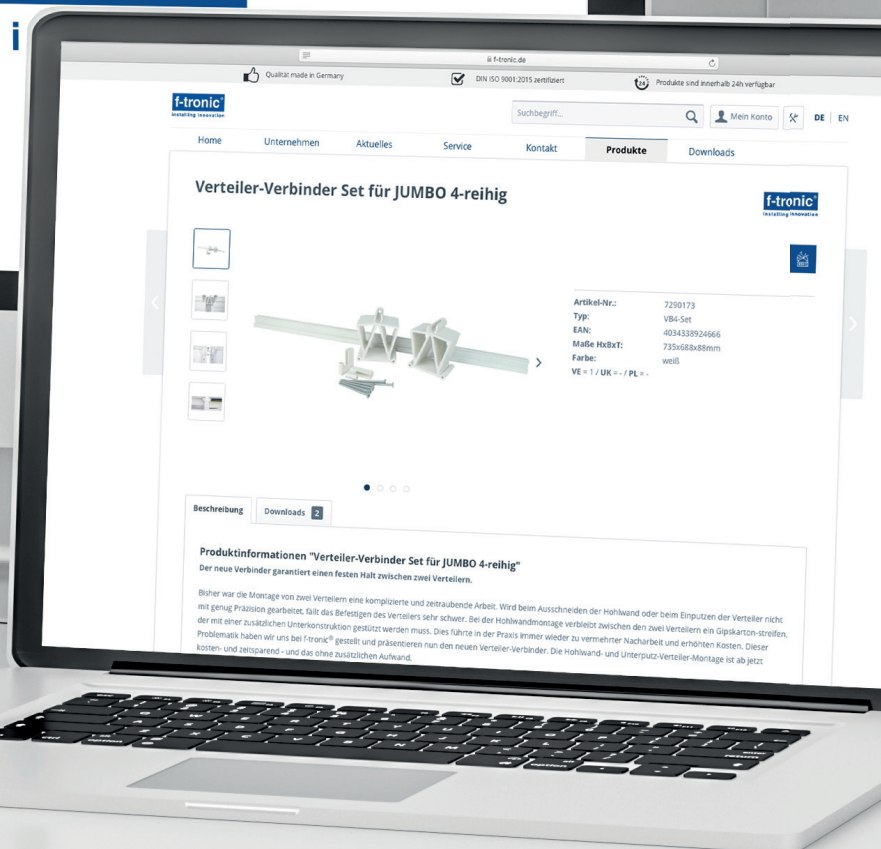 i
f-tronic.de
Qualität made in Germany
DIN ISO 9001:2015 zertifiziert
24
Produkte sind innerhalb 24h verfügbar
f-tronic®
installing innovation
Suchbegriff...
Mein Konto
DE | EN
Home Unternehmen Aktuelles Service Kontakt Produkte Downloads
Verteiler-Verbinder Set für JUMBO 4-reihig
f-tronic®
installing innovation
Artikel-Nr.: 7290173
Typ: VB4-Set
EAN: 4034338924666
Maße HxBxT: 735x688x88mm
Farbe: weiß
VE = 1 / UK = - / PL = -
Beschreibung Downloads 2
Produktinformationen "Verteiler-Verbinder Set für JUMBO 4-reihig"
Der neue Verbinder garantiert einen festen Halt zwischen zwei Verteilern.
Bisher war die Montage von zwei Verteilern eine komplizierte und zeitraubende Arbeit. Wird beim Ausschneiden der Hohlwand oder beim Einputzen der Verteiler nicht
mit genug Präzision gearbeitet, fällt das Befestigen des Verteilers sehr schwer. Bei der Hohlwandmontage verbleibt zwischen den zwei Verteilern ein Gipskarton-streifen,
der mit einer zusätzlichen Unterkonstruktion gestützt werden muss. Dies führte in der Praxis immer wieder zu vermehrter Nacharbeit und erhöhten Kosten. Dieser
Problematik haben wir uns bei f-tronic® gestellt und präsentieren nun den neuen Verteiler-Verbinder. Die Hohlwand- und Unterputz-Verteiler-Montage ist ab jetzt
kosten- und zeitsparend - und das ohne zusätzlichen Aufwand.
option
option
enter
return